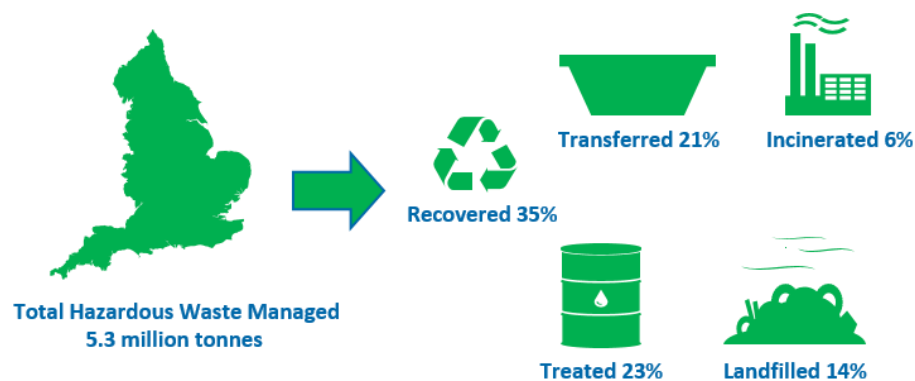 Total Hazardous Waste Managed
5.3 million tonnes
Recovered 35%
Transferred 21%
Incinerated 6%
Treated 23%
Landfilled 14%